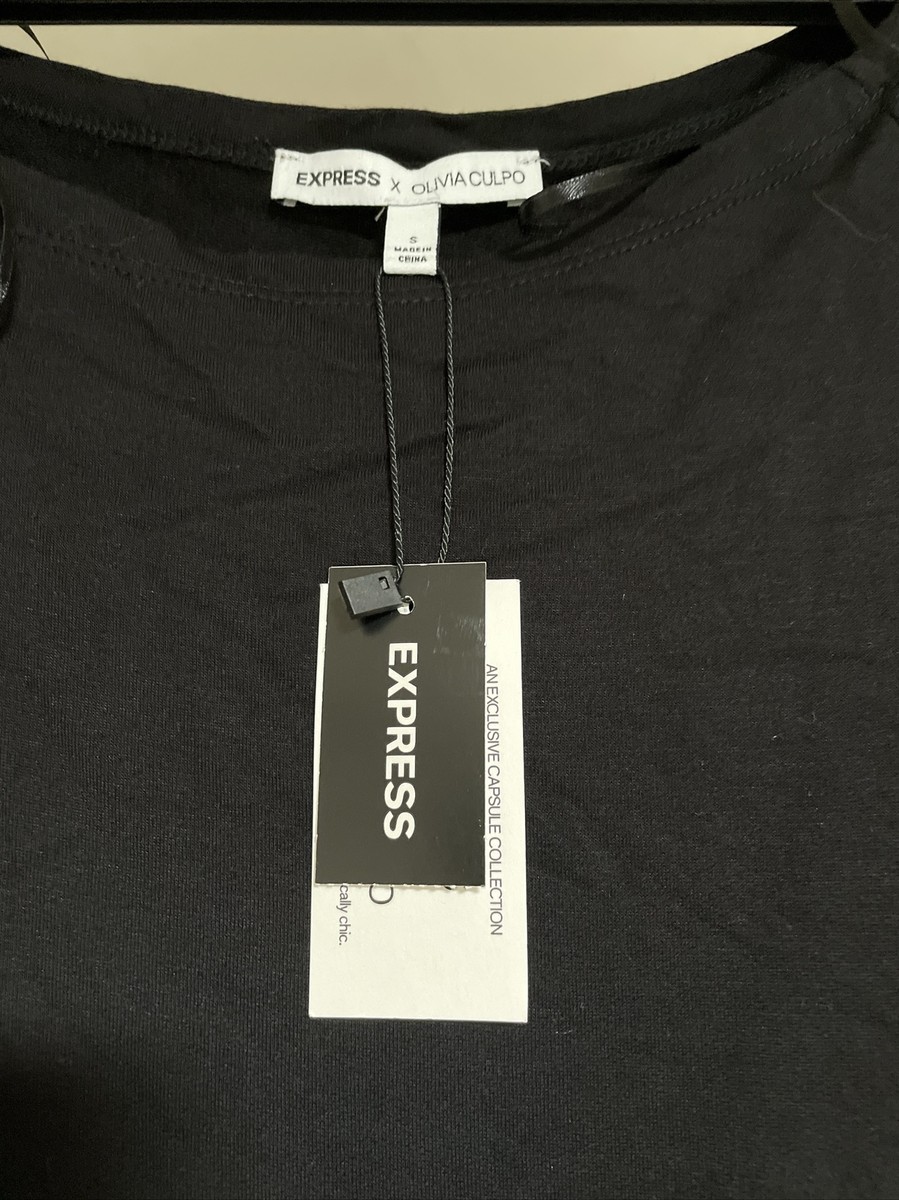 EXPRESS X OLIVIA CULPO
S
MADE IN
CHINA
EXPRESS
AN EXCLUSIVE CAPSULE COLLECTION
cally chic.